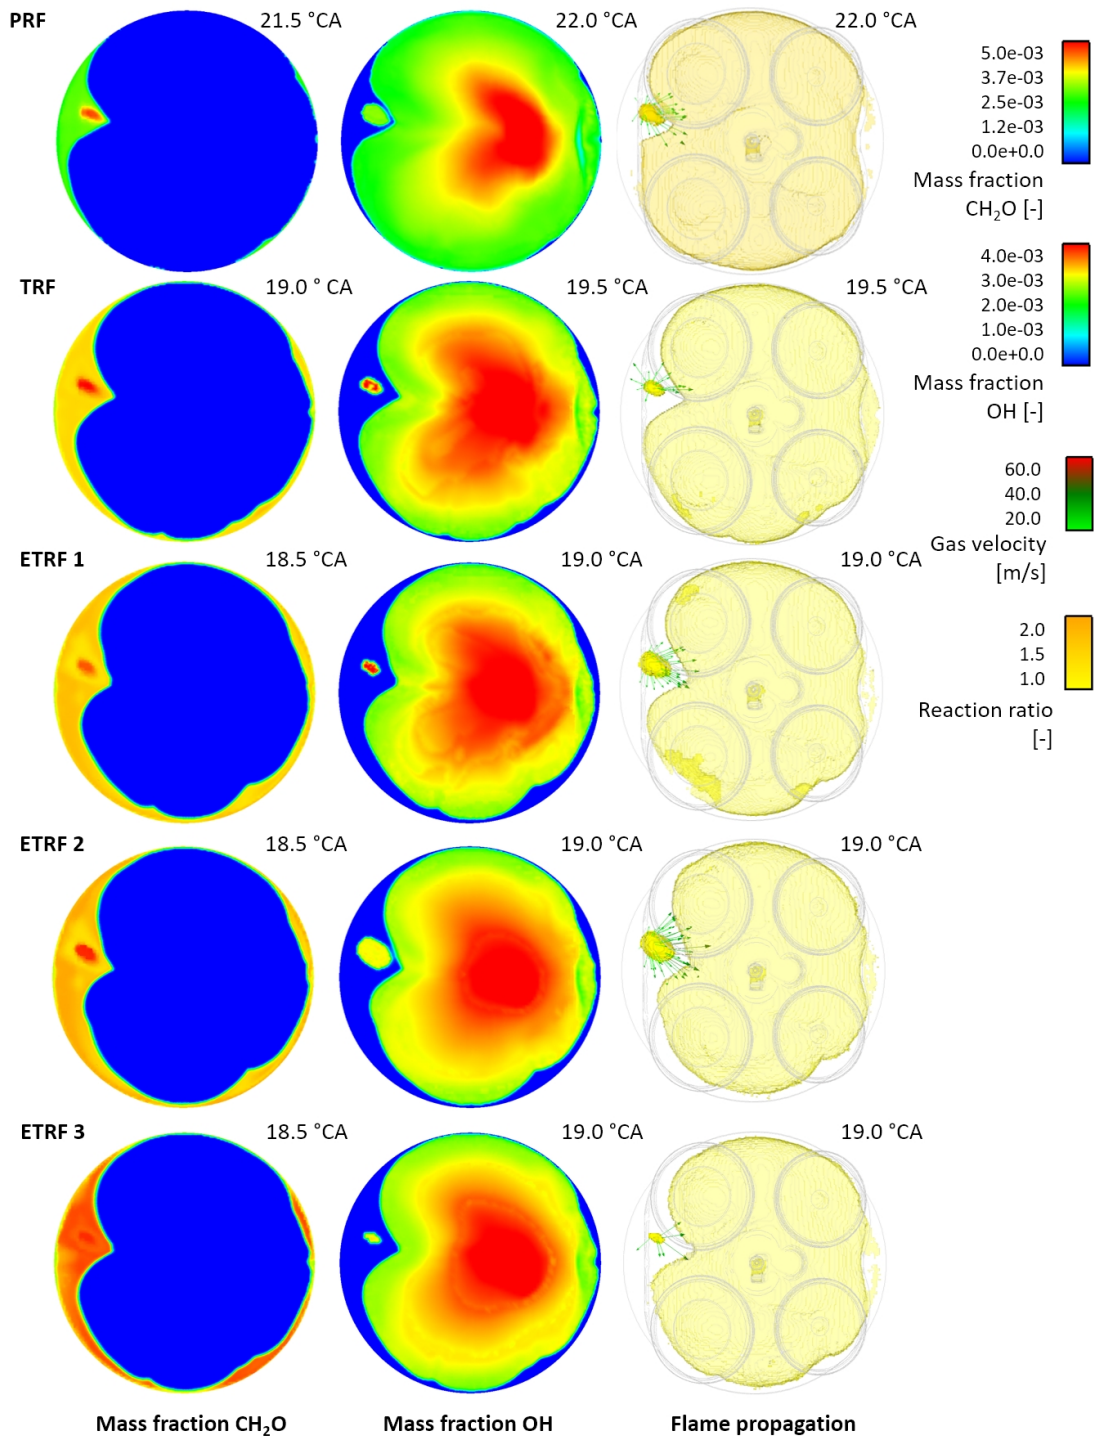 PRF
21.5 °CA
22.0 °CA
22.0 °CA
5.0e-03
3.7e-03
2.5e-03
1.2e-03
0.0e+0.0
Mass fraction
CH₂O [-]
TRF
19.0 ° CA
19.5 °CA
19.5 °CA
4.0e-03
3.0e-03
2.0e-03
1.0e-03
0.0e+0.0
Mass fraction
OH [-]
60.0
40.0
20.0
Gas velocity
[m/s]
ETRF 1
18.5 °CA
19.0 °CA
19.0 °CA
2.0
1.5
1.0
Reaction ratio
[-]
ETRF 2
18.5 °CA
19.0 °CA
19.0 °CA
ETRF 3
18.5 °CA
19.0 °CA
19.0 °CA
Mass fraction CH₂O
Mass fraction OH
Flame propagation